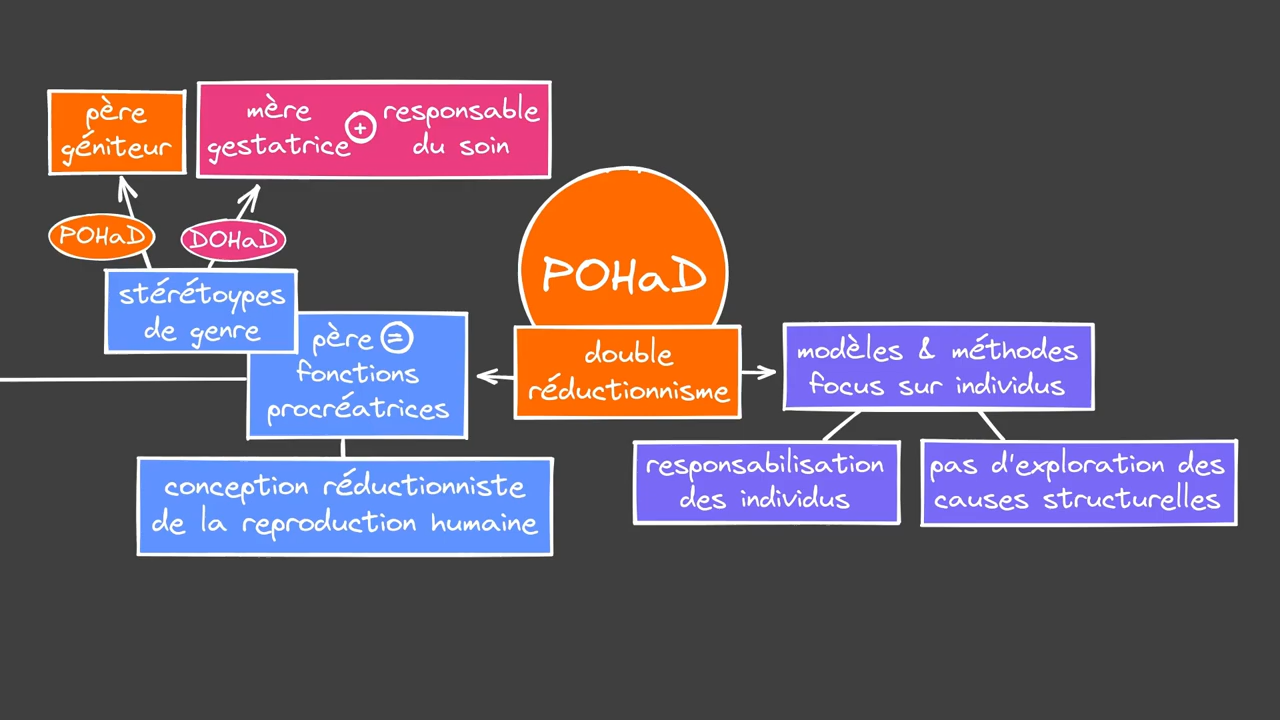 père
géniteur
mère
gestatrice
+
responsable
du soin
POHaD
DOHaD
stérétoypes
de genre
père =
fonctions
procréatrices
conception réductionniste
de la reproduction humaine
POHaD
double
réductionnisme
modèles & méthodes
focus sur individus
responsabilisation
des individus
pas d'exploration des
causes structurelles